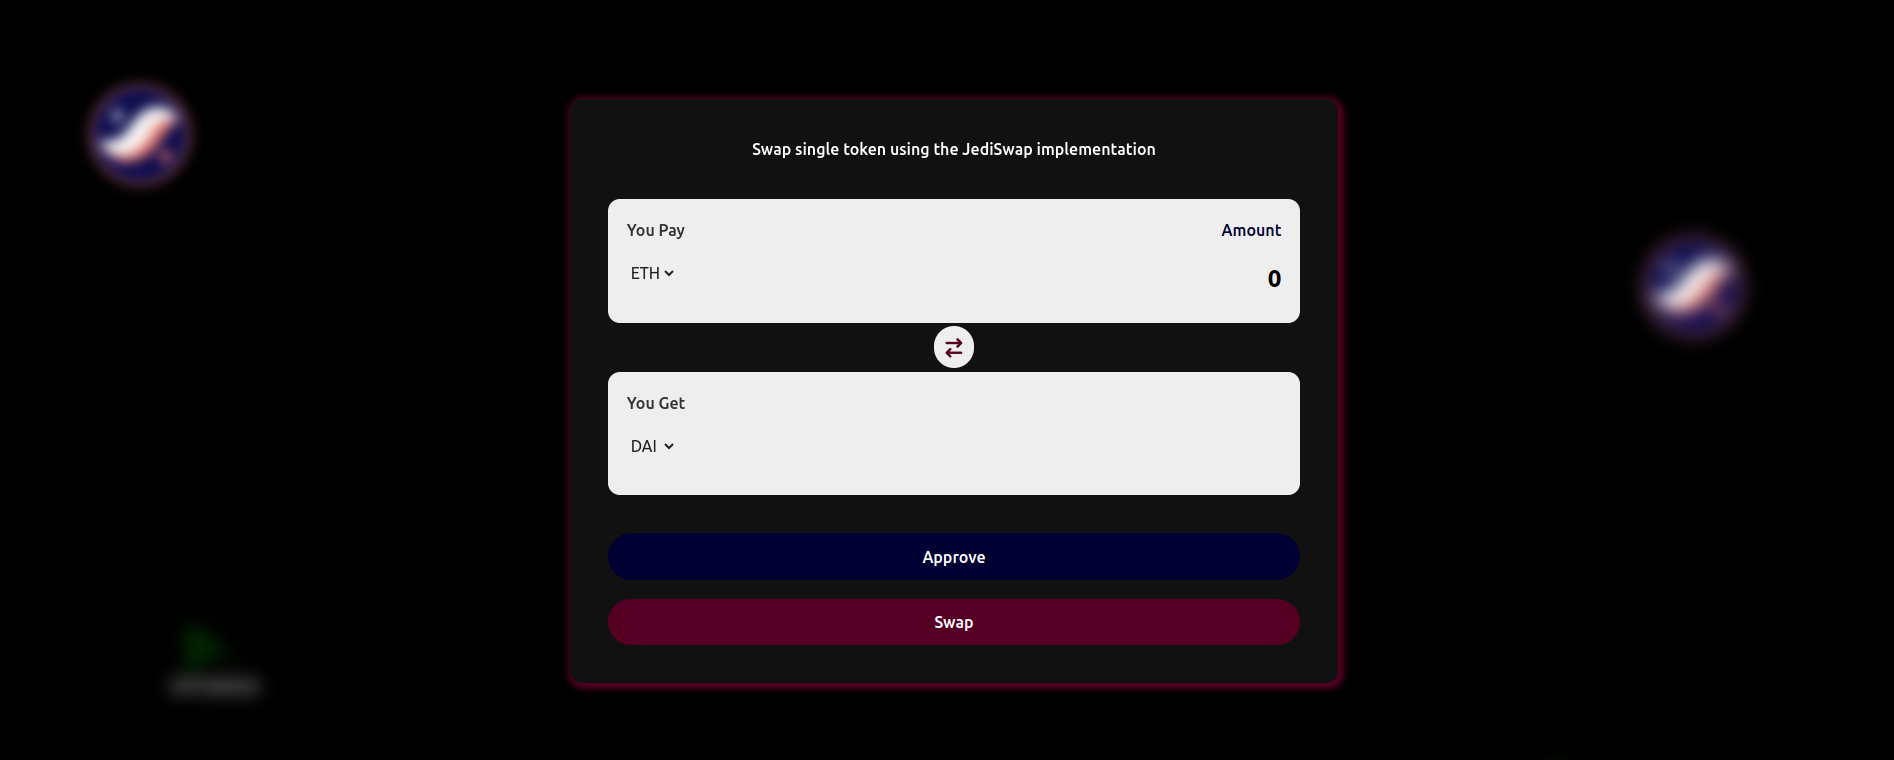 Swap single token using the JediSwap implementation
You Pay
Amount
ETH
0
You Get
DAI
Approve
Swap